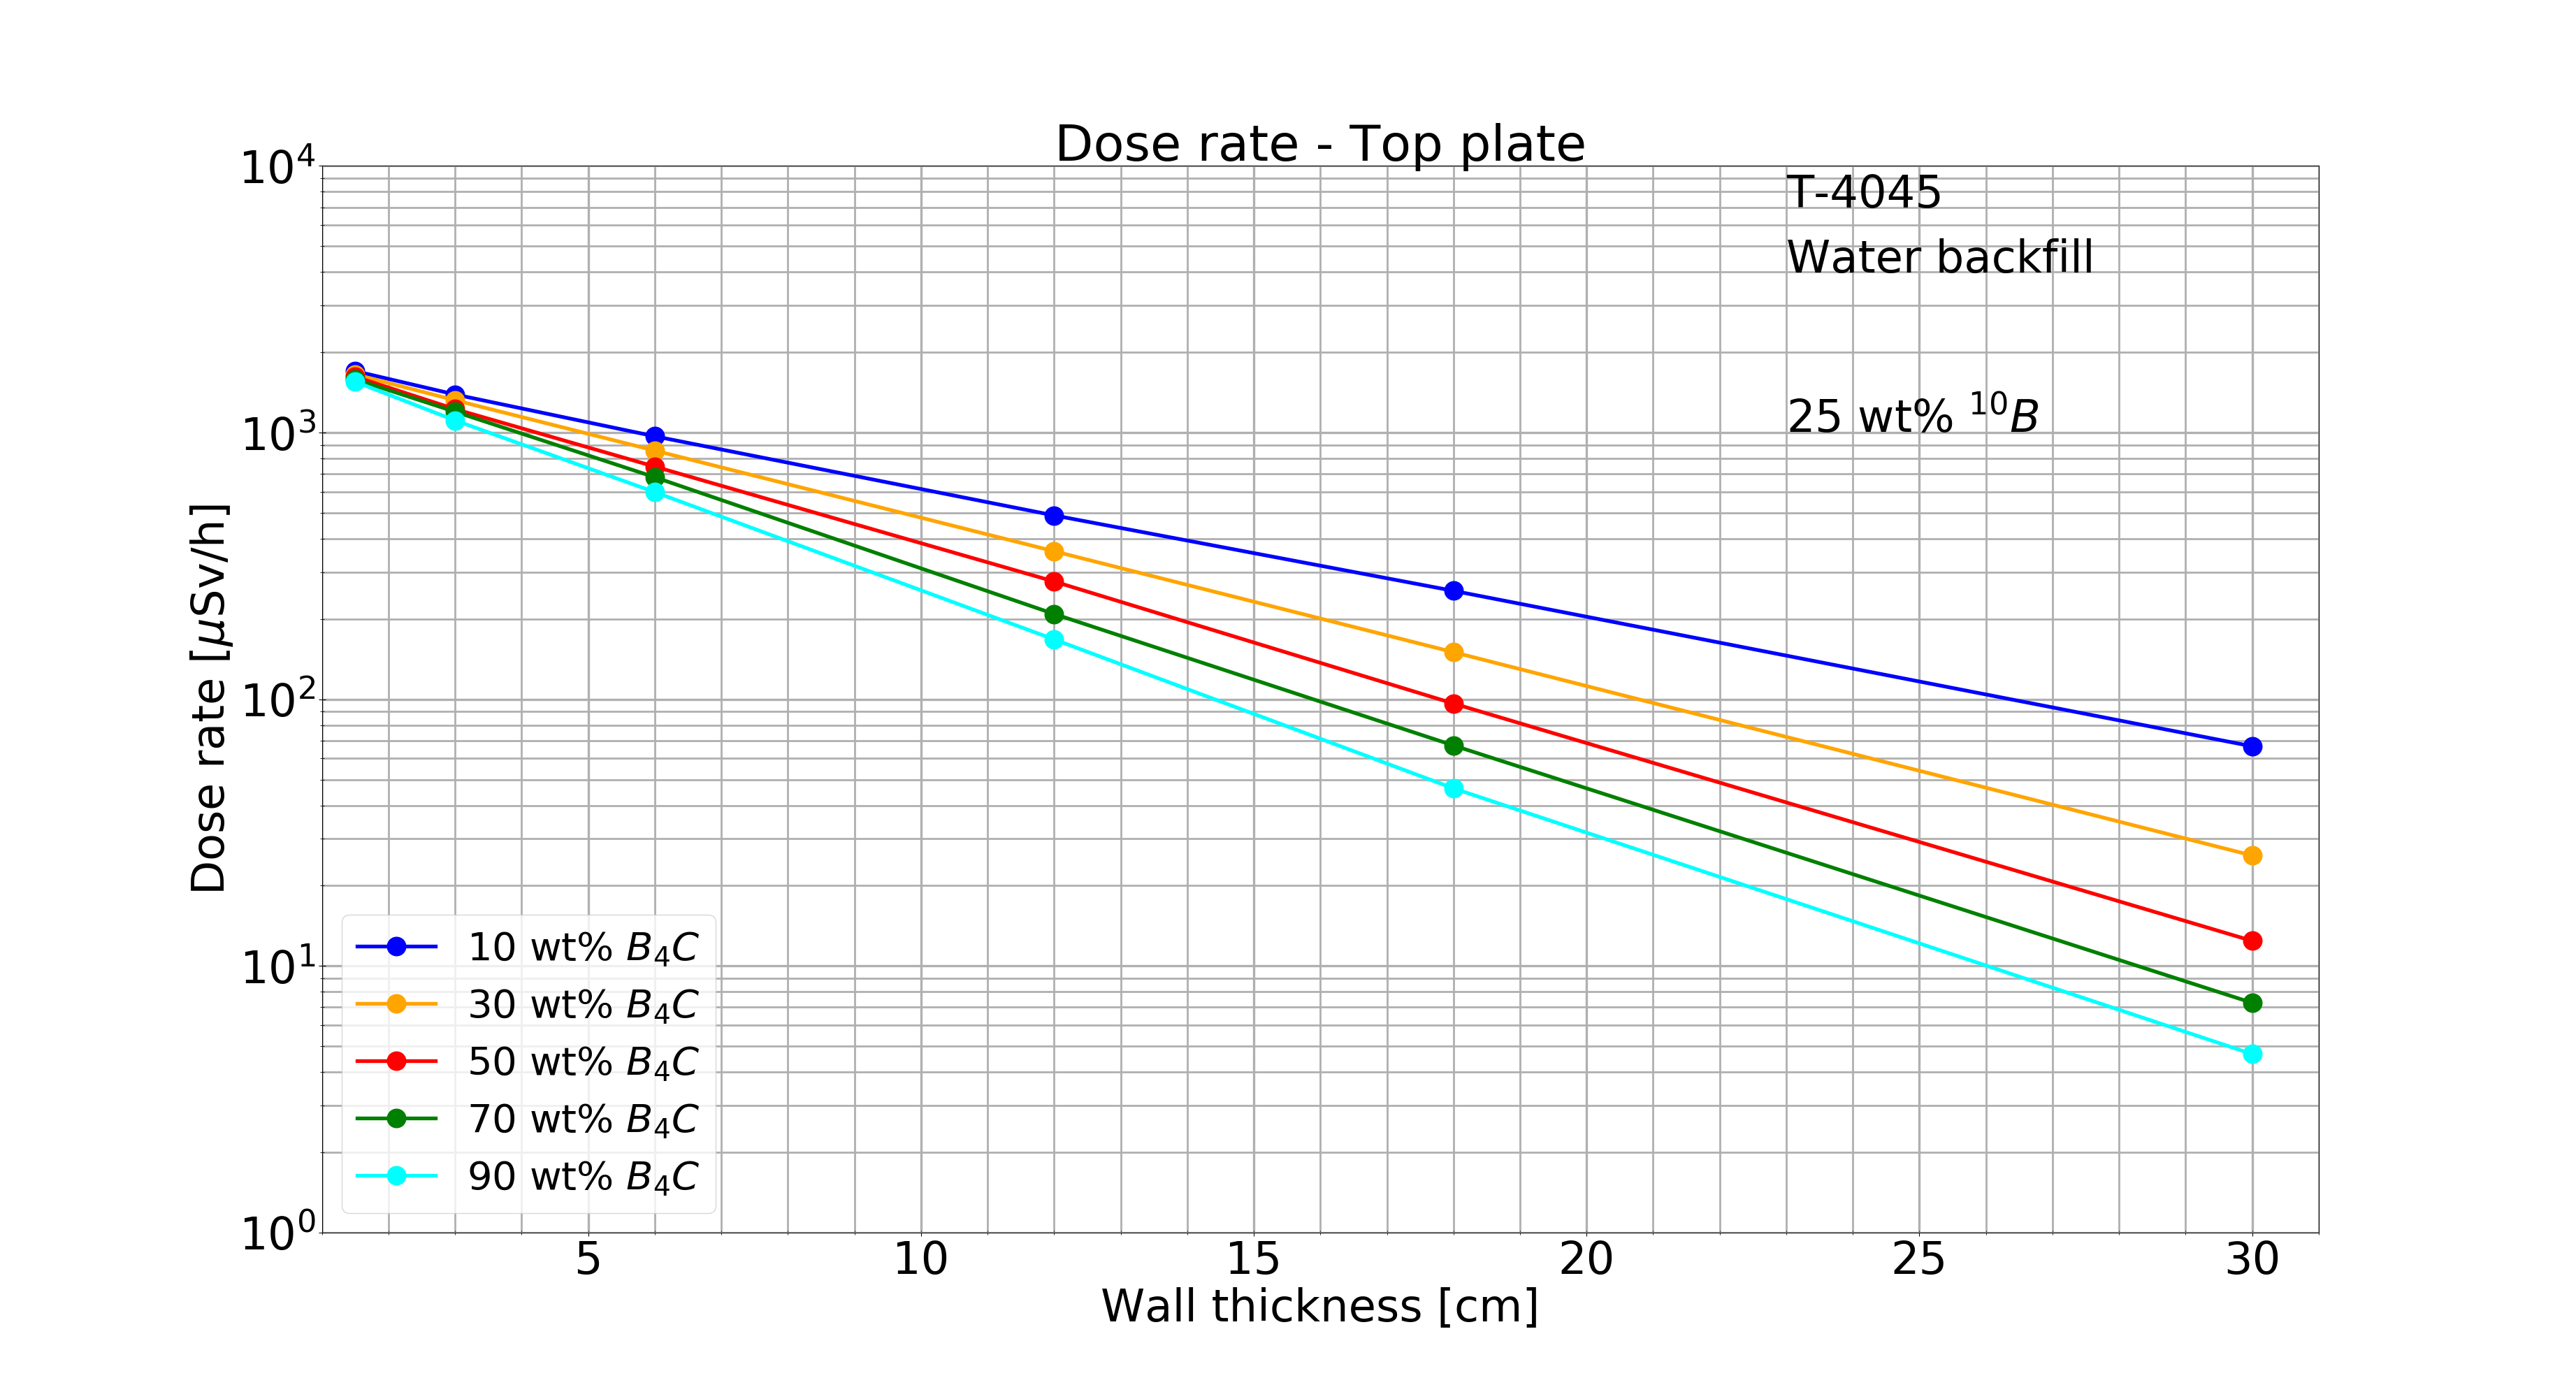 Dose rate - Top plate
10⁴
T-4045
Water backfill
25 wt% ¹⁰B
10³
Dose rate [μSv/h]
10²
10¹
10⁰
10 wt% B₄C
30 wt% B₄C
50 wt% B₄C
70 wt% B₄C
90 wt% B₄C
5 10 15 20 25 30
Wall thickness [cm]